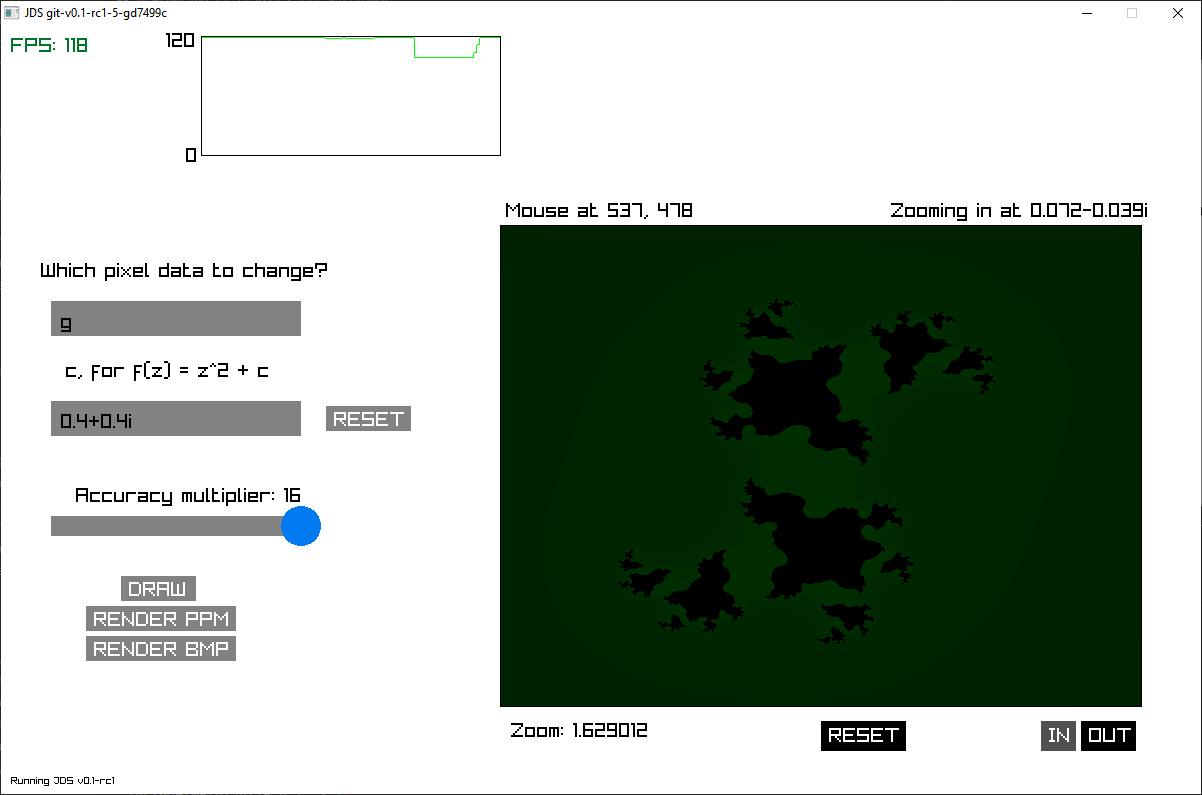 JDS git-v0.1-rc1-5-gd7499c
FPS: 118
120
0
Mouse at 537, 478
Zooming in at 0.072-0.039i
Which pixel data to change?
g
c, for f(z) = z^2 + c
0.4+0.4i
RESET
Accuracy multiplier: 16
DRAW
RENDER PPM
RENDER BMP
Zoom: 1.629012
RESET
IN
OUT
Running JDS v0.1-rc1